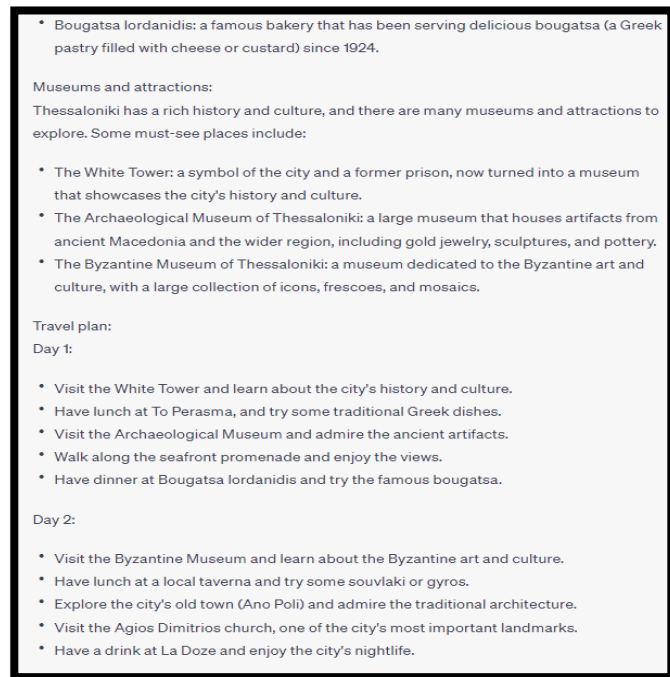 • Bougatsa Iordanidis: a famous bakery that has been serving delicious bougatsa (a Greek
pastry filled with cheese or custard) since 1924.
Museums and attractions:
Thessaloniki has a rich history and culture, and there are many museums and attractions to
explore. Some must-see places include:
• The White Tower: a symbol of the city and a former prison, now turned into a museum
that showcases the city's history and culture.
• The Archaeological Museum of Thessaloniki: a large museum that houses artifacts from
ancient Macedonia and the wider region, including gold jewelry, sculptures, and pottery.
• The Byzantine Museum of Thessaloniki: a museum dedicated to the Byzantine art and
culture, with a large collection of icons, frescoes, and mosaics.
Travel plan:
Day 1:
• Visit the White Tower and learn about the city's history and culture.
• Have lunch at To Perasma, and try some traditional Greek dishes.
• Visit the Archaeological Museum and admire the ancient artifacts.
• Walk along the seafront promenade and enjoy the views.
• Have dinner at Bougatsa Iordanidis and try the famous bougatsa.
Day 2:
• Visit the Byzantine Museum and learn about the Byzantine art and culture.
• Have lunch at a local taverna and try some souvlaki or gyros.
• Explore the city's old town (Ano Poli) and admire the traditional architecture.
• Visit the Agios Dimitrios church, one of the city's most important landmarks.
• Have a drink at La Doze and enjoy the city's nightlife.